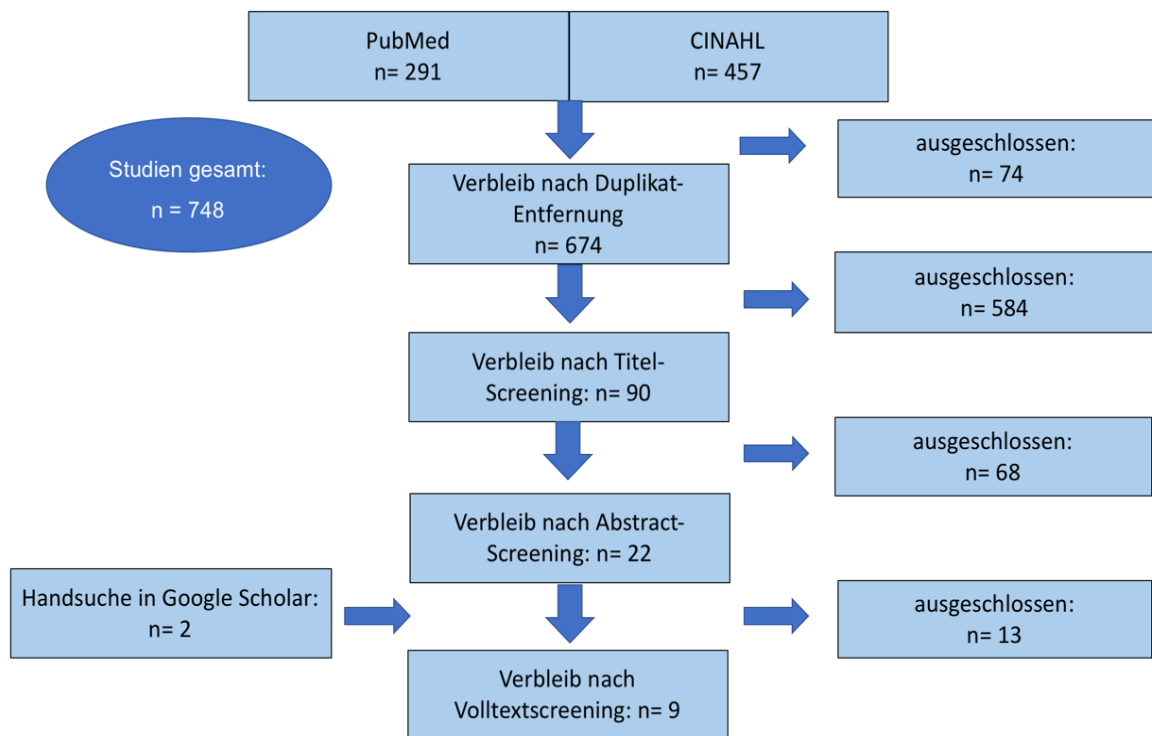 PubMed
n= 291
CINAHL
n= 457
Studien gesamt:
n = 748
ausgeschlossen:
n= 74
Verbleib nach Duplikat-
Entfernung
n= 674
ausgeschlossen:
n= 584
Verbleib nach Titel-
Screening: n= 90
ausgeschlossen:
n= 68
Verbleib nach Abstract-
Screening: n= 22
Handsuche in Google Scholar:
n= 2
ausgeschlossen:
n= 13
Verbleib nach
Volltextscreening: n= 9